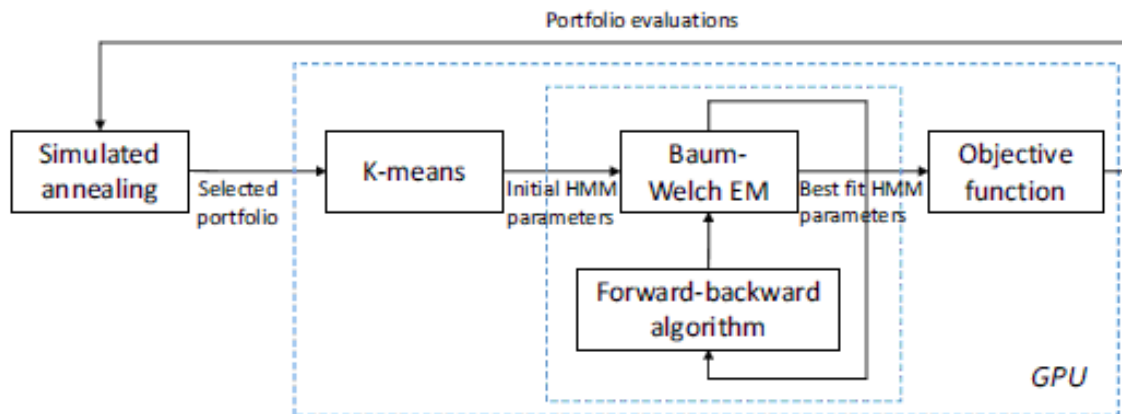 Portfolio evaluations
Simulated
annealing
Selected
portfolio
K-means
Initial HMM
parameters
Baum-
Welch EM
Best fit HMM
parameters
Objective
function
Forward-backward
algorithm
GPU